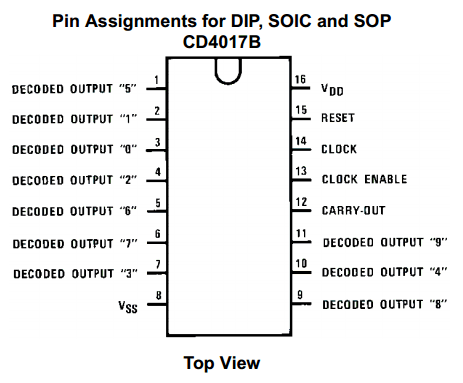 Pin Assignments for DIP, SOIC and SOP
CD4017B
DECODED OUTPUT "5" 1
DECODED OUTPUT "1" 2
DECODED OUTPUT "0" 3
DECODED OUTPUT "2" 4
DECODED OUTPUT "6" 5
DECODED OUTPUT "7" 6
DECODED OUTPUT "3" 7
VSS 8
16 VDD
15 RESET
14 CLOCK
13 CLOCK ENABLE
12 CARRY-OUT
11 DECODED OUTPUT "9"
10 DECODED OUTPUT "4"
9 DECODED OUTPUT "8"
Top View